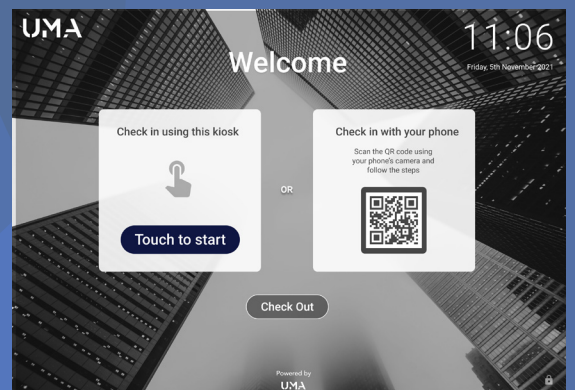 UMA
11:06
Friday, 5th November 2021
Welcome
Check in using this kiosk
Touch to start
OR
Check in with your phone
Scan the QR code using
your phone's camera and
follow the steps
Check Out
Powered by
UMA